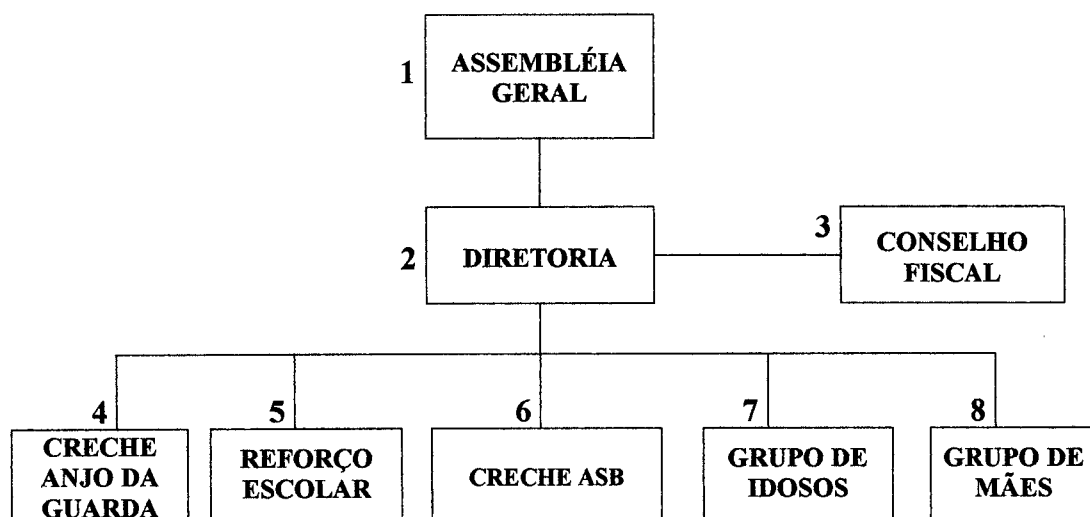 1
ASSEMBLÉIA
GERAL
2
DIRETORIA
3
CONSELHO
FISCAL
4
CRECHE
ANJO DA
GUARDA
5
REFORÇO
ESCOLAR
6
CRECHE ASB
7
GRUPO DE
IDOSOS
8
GRUPO DE
MÃES